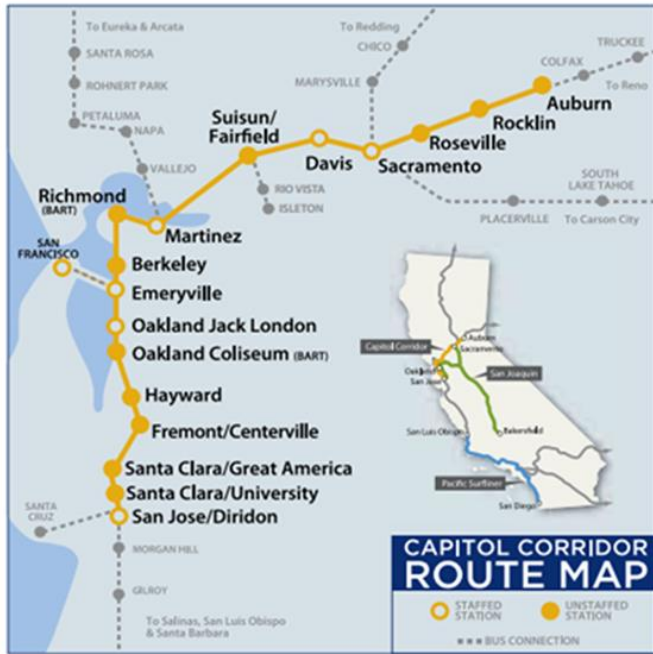 To Eureka & Arcata
SANTA ROSA
ROHNERT PARK
PETALUMA
NAPA
VALLEJO
To Redding
CHICO
MARYSVILLE
TRUCKEE
COLFAX
To Reno
Auburn
Rocklin
Roseville
Sacramento
Davis
Suisun/
Fairfield
RIO VISTA
ISLETON
SOUTH
LAKE TAHOE
PLACERVILLE
To Carson City
Richmond
(BART)
Martinez
SAN
FRANCISCO
Berkeley
Emeryville
Oakland Jack London
Oakland Coliseum (BART)
Hayward
Fremont/Centerville
Santa Clara/Great America
Santa Clara/University
San Jose/Diridon
SANTA
CRUZ
MORGAN HILL
GILROY
To Salinas, San Luis Obispo
& Santa Barbara
Auburn
Sacramento
Capitol Corridor
Oakland
San Jose
San Joaquin
San Luis Obispo
Bakersfield
Pacific Surfliner
San Diego
CAPITOL CORRIDOR
ROUTE MAP
STAFFED
STATION
UNSTAFFED
STATION
BUS CONNECTION